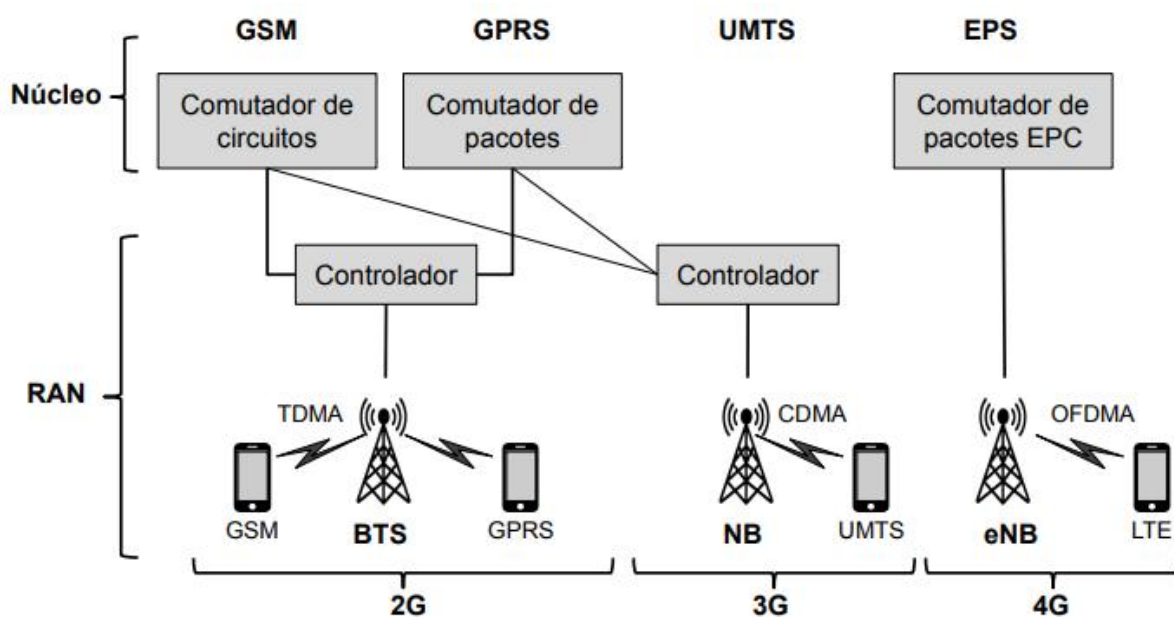 GSM
GPRS
UMTS
EPS
Núcleo
Comutador de
circuitos
Comutador de
pacotes
Comutador de
pacotes EPC
Controlador
Controlador
RAN
TDMA
CDMA
OFDMA
GSM
BTS
GPRS
NB
UMTS
eNB
LTE
2G
3G
4G